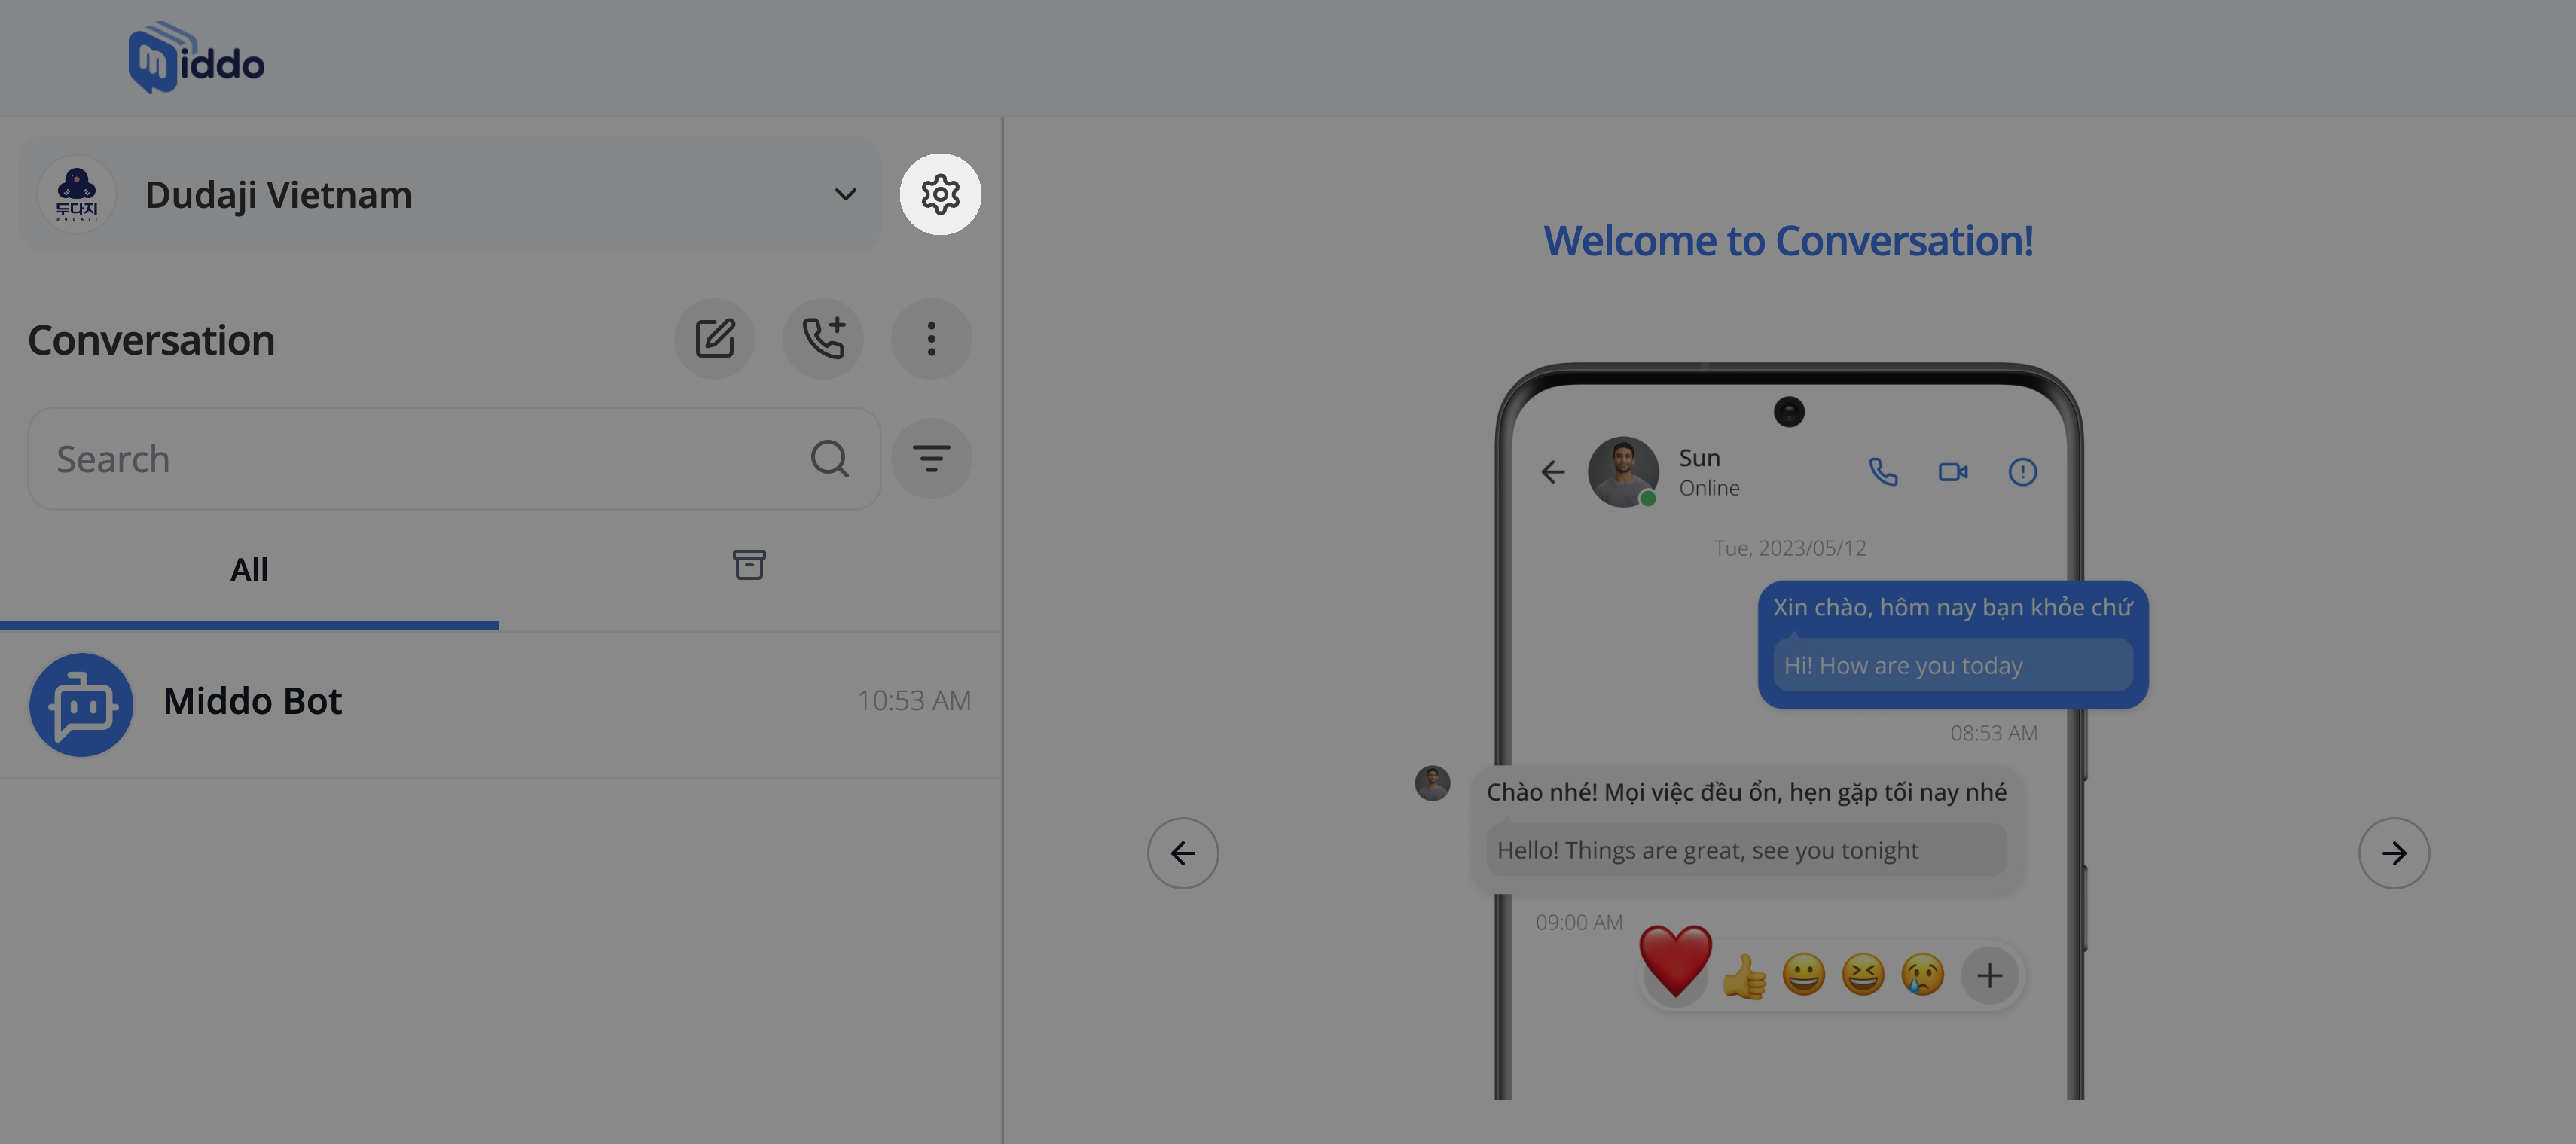 middo
두다지
DUDAJI
Dudaji Vietnam
Conversation
Search
All
Middo Bot
10:53 AM
Welcome to Conversation!
Sun
Online
Tue, 2023/05/12
Xin chào, hôm nay bạn khỏe chứ
Hi! How are you today
08:53 AM
Chào nhé! Mọi việc đều ổn, hẹn gặp tối nay nhé
Hello! Things are great, see you tonight
09:00 AM